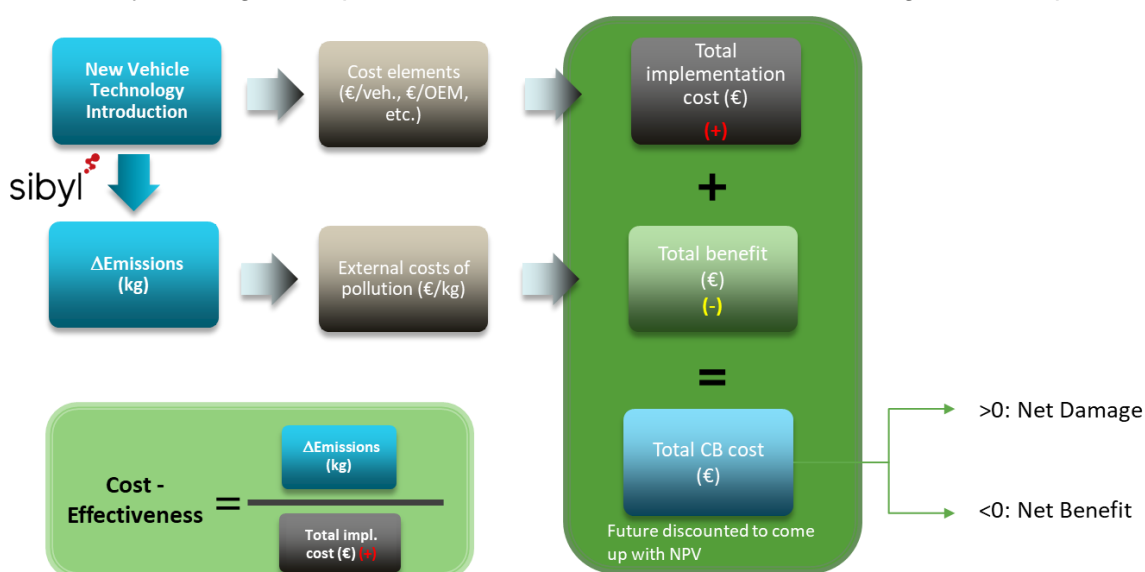 New Vehicle
Technology
Introduction
Cost elements
(€/veh., €/OEM,
etc.)
Total
implementation
cost (€)
(+)
sibyl
+
ΔEmissions
(kg)
External costs of
pollution (€/kg)
Total benefit
(€)
(-)
=
Total CB cost
(€)
>0: Net Damage
<0: Net Benefit
Future discounted to come
up with NPV
Cost -
Effectiveness
=
ΔEmissions
(kg)
Total impl.
cost (€) (+)